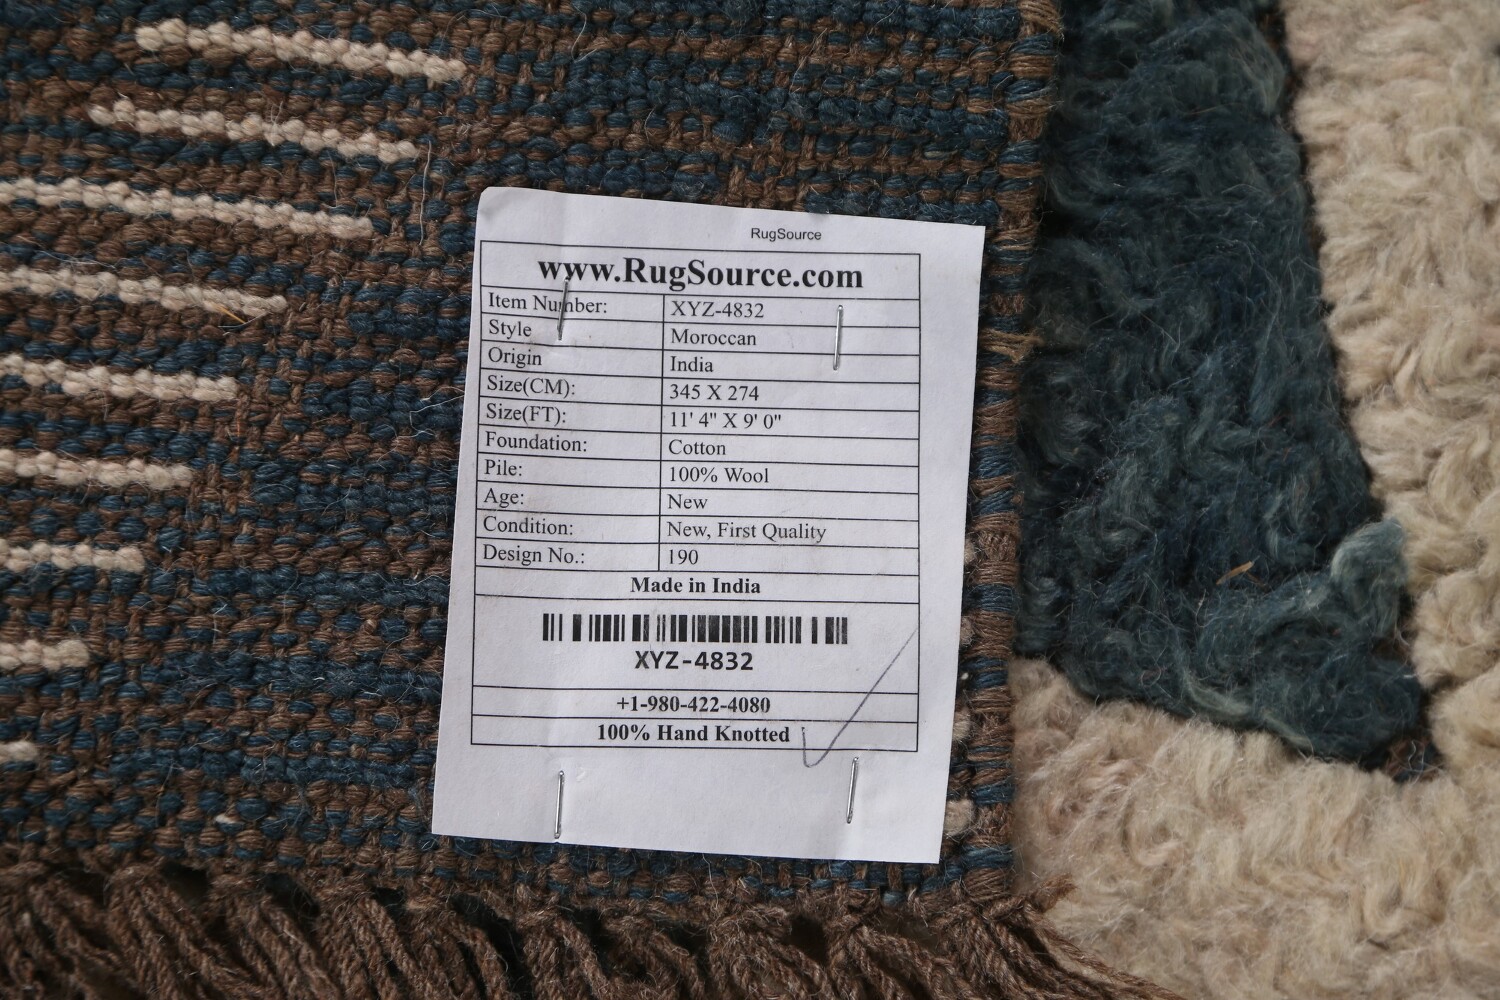 RugSource
www.RugSource.com
Item Number: XYZ-4832
Style Moroccan
Origin India
Size(CM): 345 X 274
Size(FT): 11' 4" X 9' 0"
Foundation: Cotton
Pile: 100% Wool
Age: New
Condition: New, First Quality
Design No.: 190
Made in India
XYZ-4832
+1-980-422-4080
100% Hand Knotted